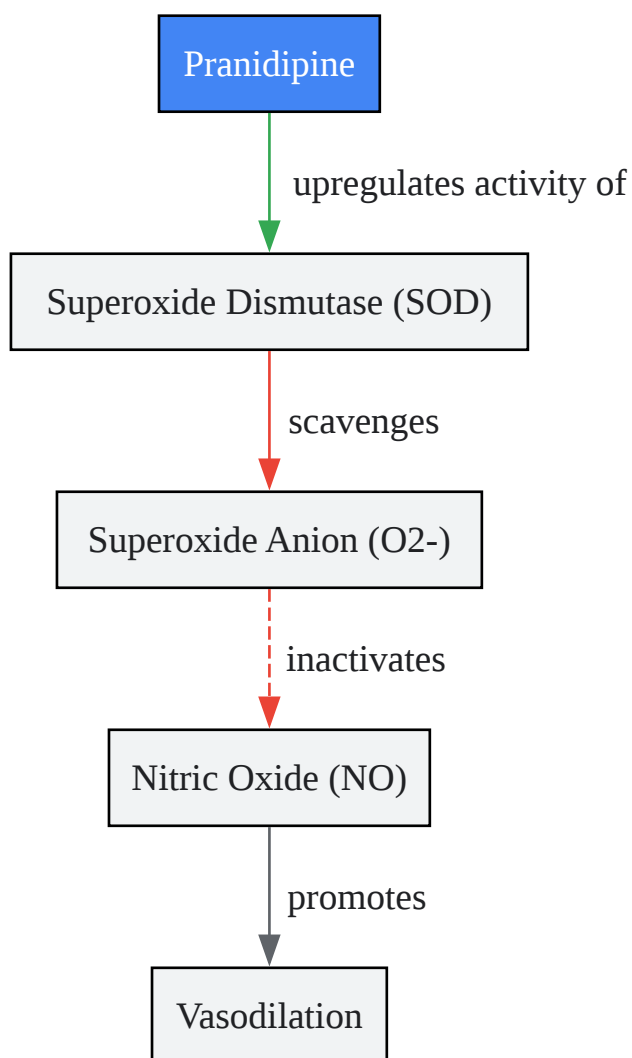 Pranidipine
upregulates activity of
Superoxide Dismutase (SOD)
scavenges
Superoxide Anion (O2-)
inactivates
Nitric Oxide (NO)
promotes
Vasodilation